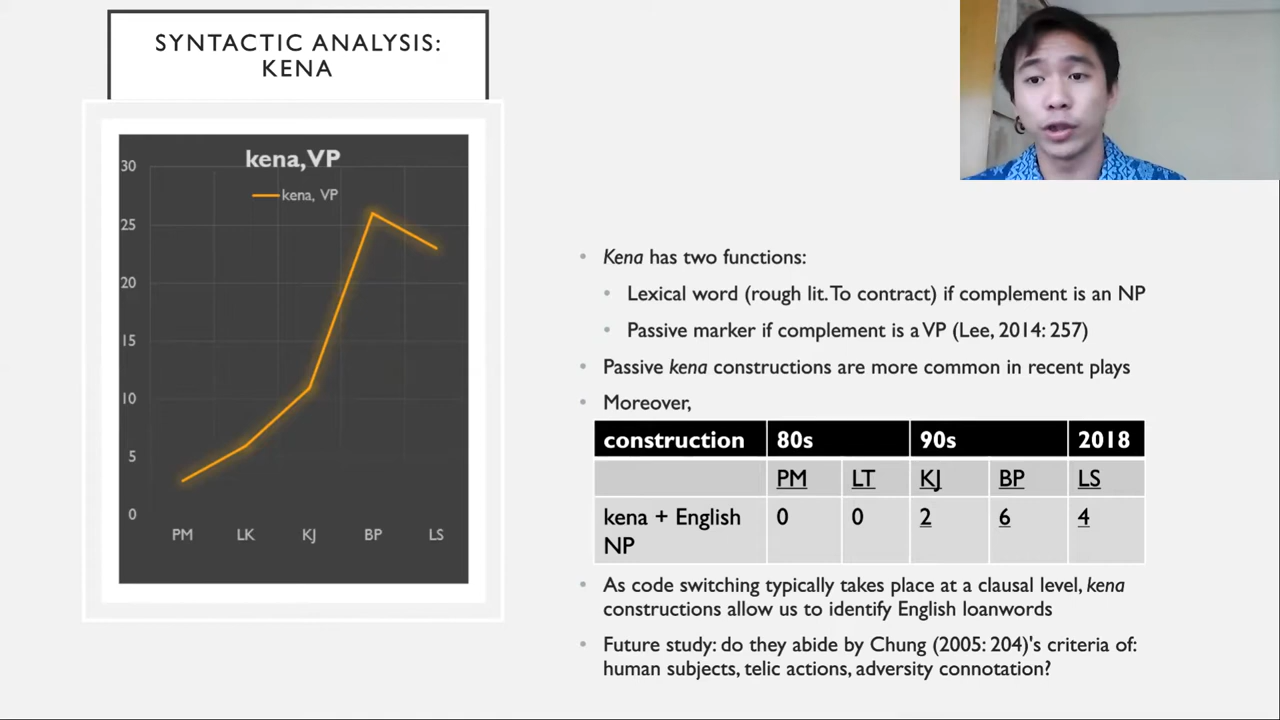 SYNTACTIC ANALYSIS:
KENA
kena,VP
kena, VP
30
25
20
15
10
5
0
PM LK KJ BP LS
Kena has two functions:
Lexical word (rough lit. To contract) if complement is an NP
Passive marker if complement is a VP (Lee, 2014: 257)
Passive kena constructions are more common in recent plays
Moreover,
construction 80s 90s 2018
PM LT KJ BP LS
kena + English 0 0 2 6 4
NP
As code switching typically takes place at a clausal level, kena
constructions allow us to identify English loanwords
Future study: do they abide by Chung (2005: 204)'s criteria of:
human subjects, telic actions, adversity connotation?